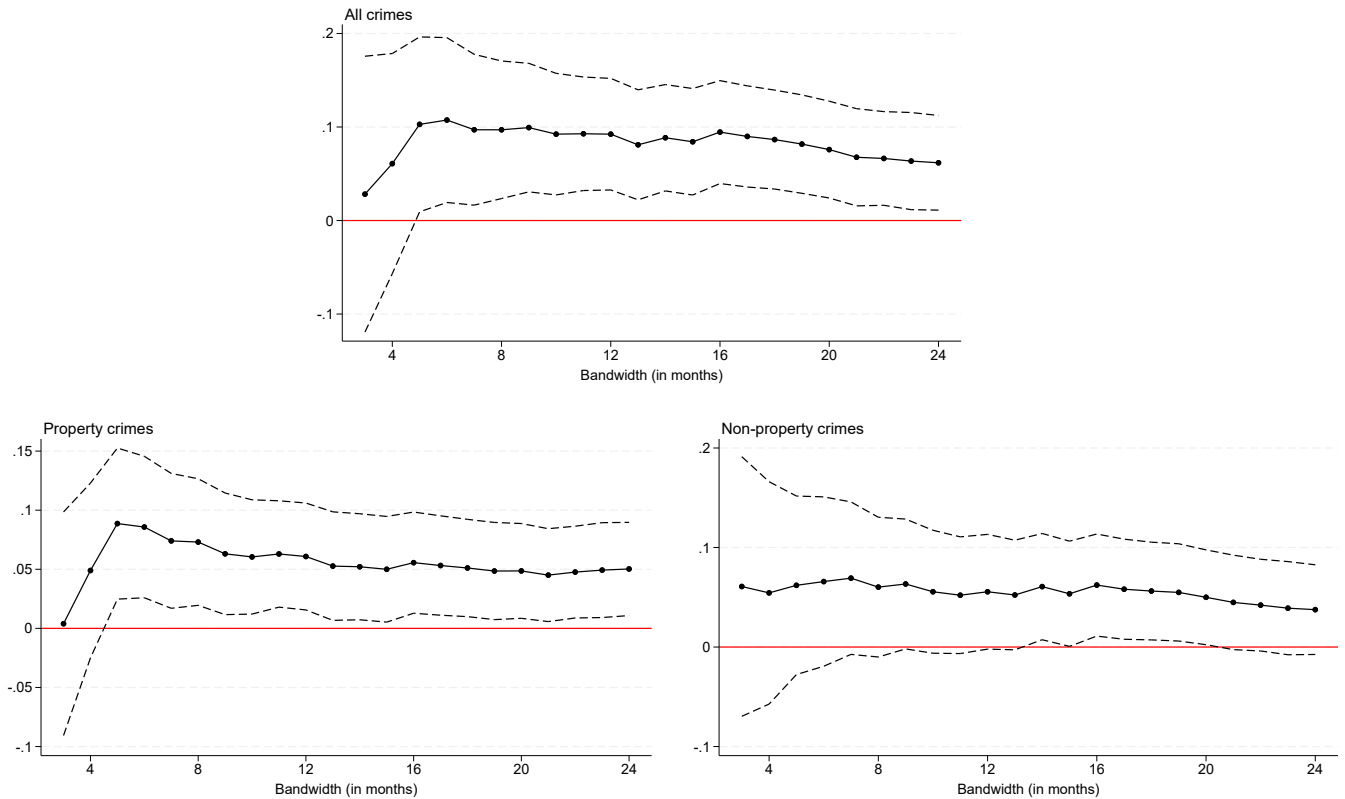 All crimes
.2
.1
0
-.1
4 8 12 16 20 24
Bandwidth (in months)
Property crimes
.15
.1
.05
0
-.05
-.1
4 8 12 16 20 24
Bandwidth (in months)
Non-property crimes
.2
.1
0
-.1
4 8 12 16 20 24
Bandwidth (in months)